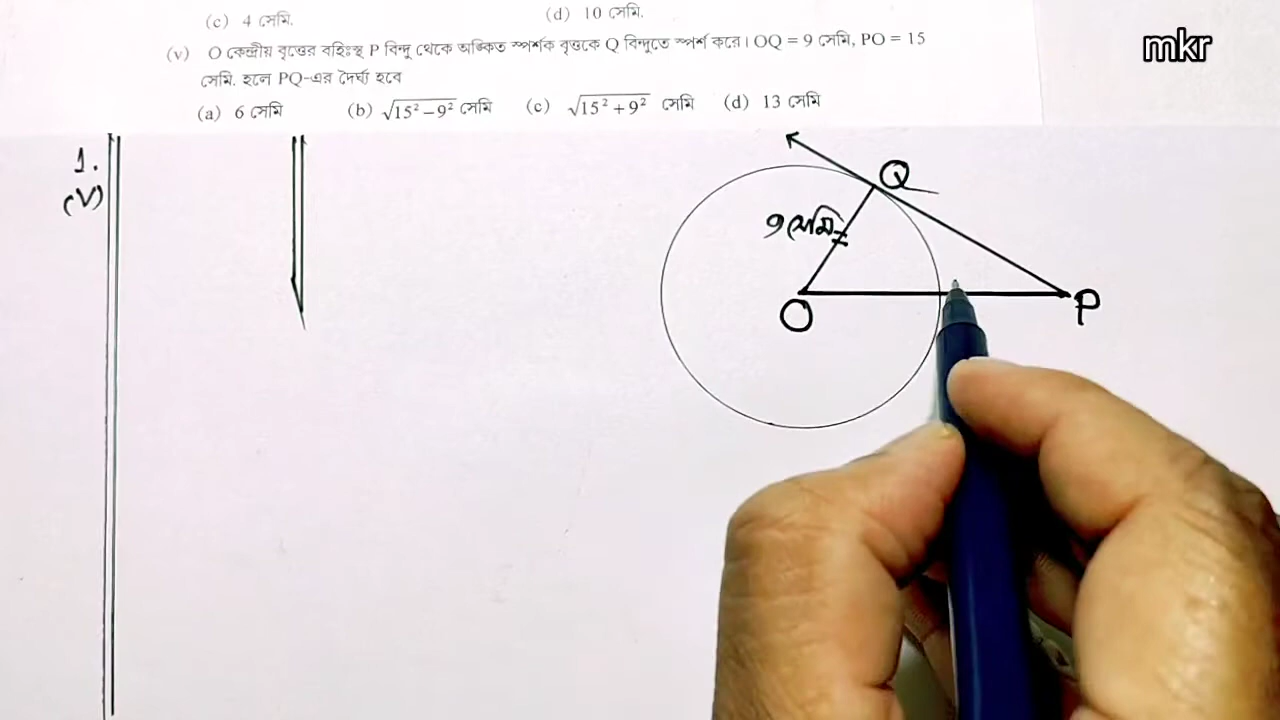 (c) 4 সেমি. (d) 10 সেমি.
mkr
(v) O কেন্দ্রীয় বৃত্তের বহিঃস্থ P বিন্দু থেকে অঙ্কিত স্পর্শক বৃত্তকে Q বিন্দুতে স্পর্শ করে। OQ = 9 সেমি, PO = 15
সেমি. হলে PQ-এর দৈর্ঘ্য হবে
(a) 6 সেমি (b) √15² – 9² সেমি (c) √15² + 9² সেমি (d) 13 সেমি
1.
(V)
Q
9 সেমি
O
P